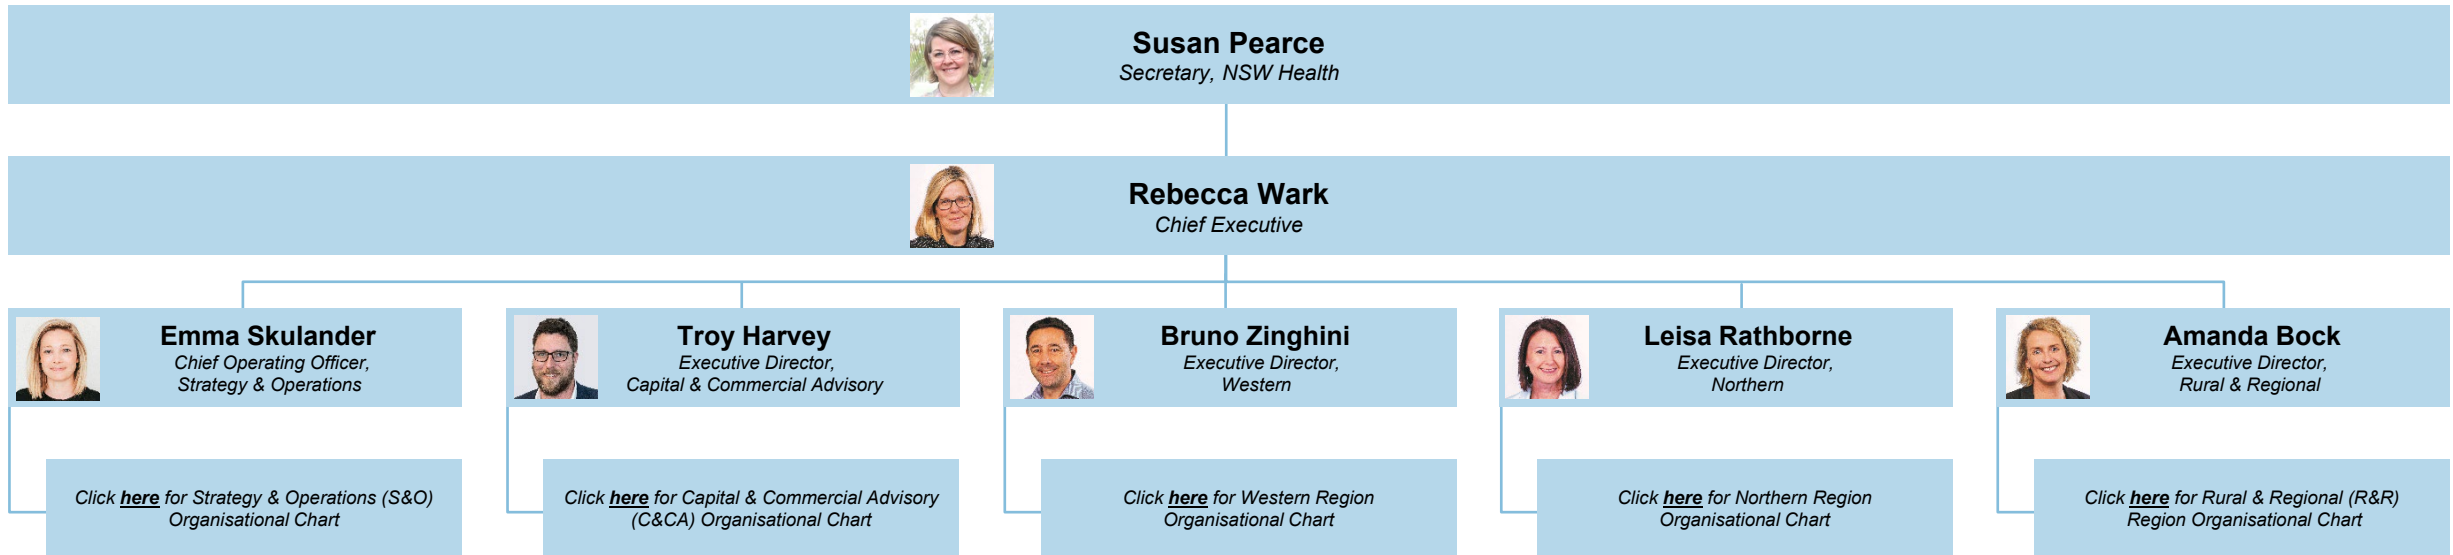 Susan Pearce
Secretary, NSW Health
Rebecca Wark
Chief Executive
Emma Skulander
Chief Operating Officer,
Strategy & Operations
Troy Harvey
Executive Director,
Capital & Commercial Advisory
Bruno Zinghini
Executive Director,
Western
Leisa Rathborne
Executive Director,
Northern
Amanda Bock
Executive Director,
Rural & Regional
Click here for Strategy & Operations (S&O)
Organisational Chart
Click here for Capital & Commercial Advisory
(C&CA) Organisational Chart
Click here for Western Region
Organisational Chart
Click here for Northern Region
Organisational Chart
Click here for Rural & Regional (R&R)
Region Organisational Chart